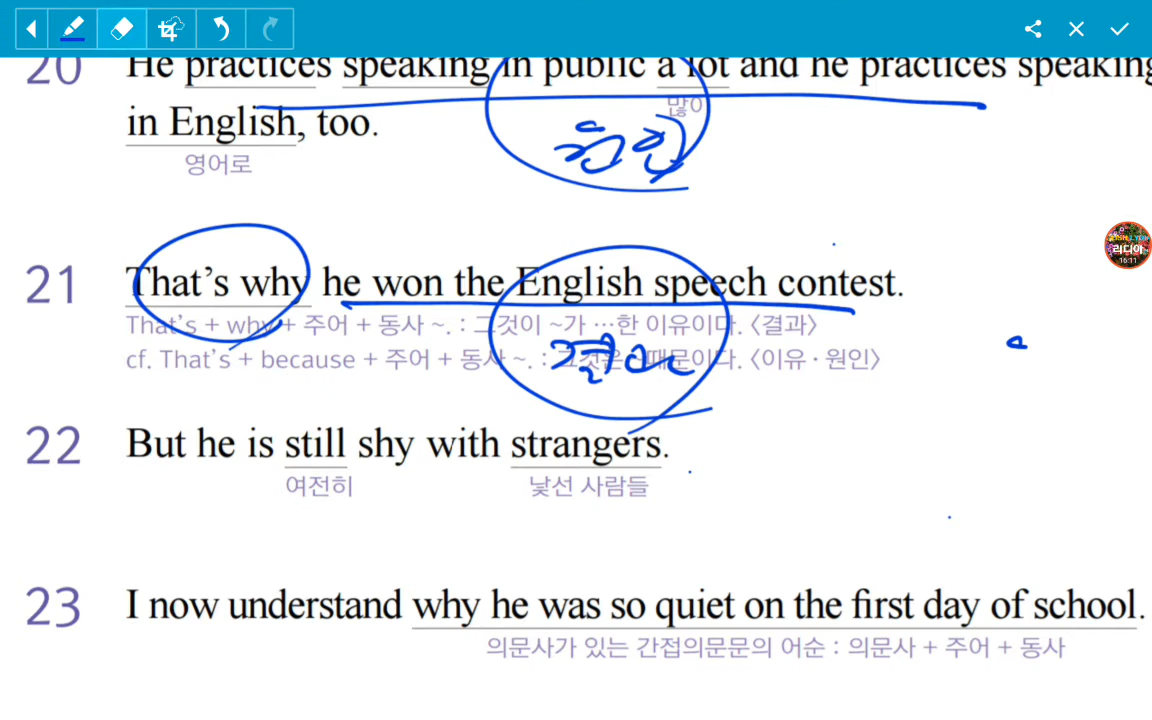 20 He practices speaking in public a lot and he practices speaking
많이
in English, too.
영어로
원인
21 That's why he won the English speech contest.
That's + why + 주어 + 동사 ~. : 그것이 ~가 …한 이유이다. 〈결과〉
cf. That's + because + 주어 + 동사 ~. : 그것은 ~때문이다. 〈이유 · 원인〉
결과
22 But he is still shy with strangers.
여전히 낯선 사람들
23 I now understand why he was so quiet on the first day of school.
의문사가 있는 간접의문문의 어순 : 의문사 + 주어 + 동사
리디아
16:11